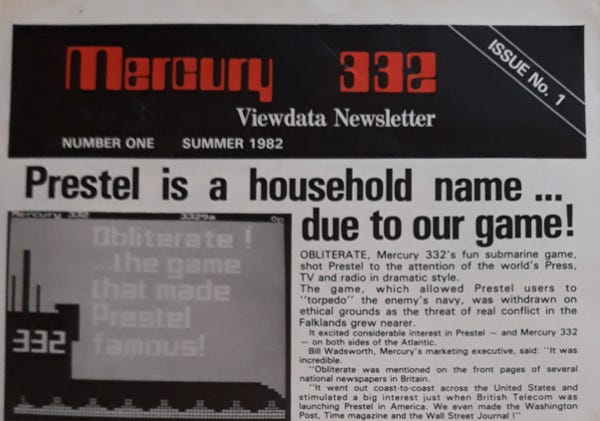 Mercury 332
ISSUE No. 1
Viewdata Newsletter
NUMBER ONE SUMMER 1982
Prestel is a household name ...
due to our game!
Mercury 332 3329a 0p
Obliterate !
...the game
that made
Prestel
famous!
332
OBLITERATE, Mercury 332's fun submarine game,
shot Prestel to the attention of the world's Press,
TV and radio in dramatic style.
The game, which allowed Prestel users to
"torpedo" the enemy's navy, was withdrawn on
ethical grounds as the threat of real conflict in the
Falklands grew nearer.
It excited considerable interest in Prestel — and Mercury 332
— on both sides of the Atlantic.
Bill Wadsworth, Mercury's marketing executive, said: "It was
incredible.
"Obliterate was mentioned on the front pages of several
national newspapers in Britain.
"It went out coast-to-coast across the United States and
stimulated a big interest just when British Telecom was
launching Prestel in America. We even made the Washington
Post, Time magazine and the Wall Street Journal !"